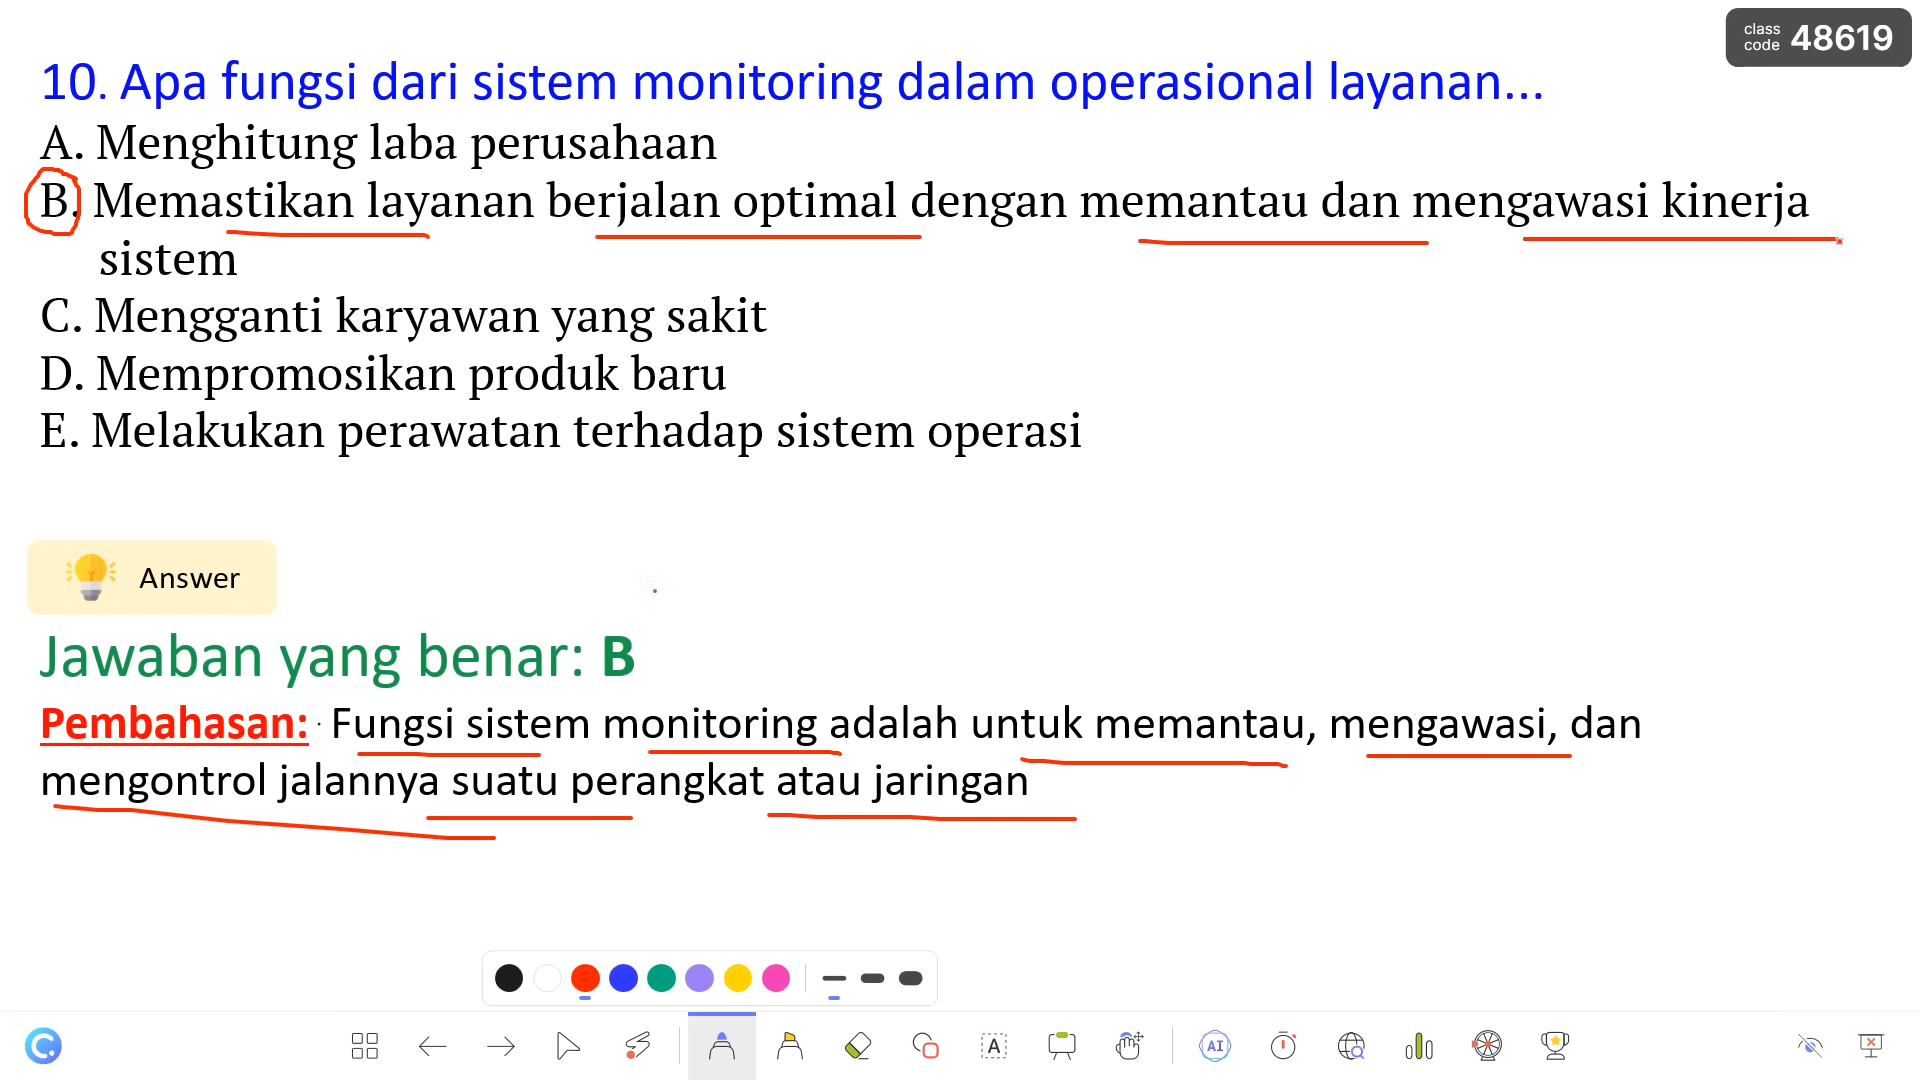 class
code 48619
10. Apa fungsi dari sistem monitoring dalam operasional layanan...
A. Menghitung laba perusahaan
B. Memastikan layanan berjalan optimal dengan memantau dan mengawasi kinerja
sistem
C. Mengganti karyawan yang sakit
D. Mempromosikan produk baru
E. Melakukan perawatan terhadap sistem operasi
Answer
Jawaban yang benar: B
Pembahasan: Fungsi sistem monitoring adalah untuk memantau, mengawasi, dan
mengontrol jalannya suatu perangkat atau jaringan
A
AI